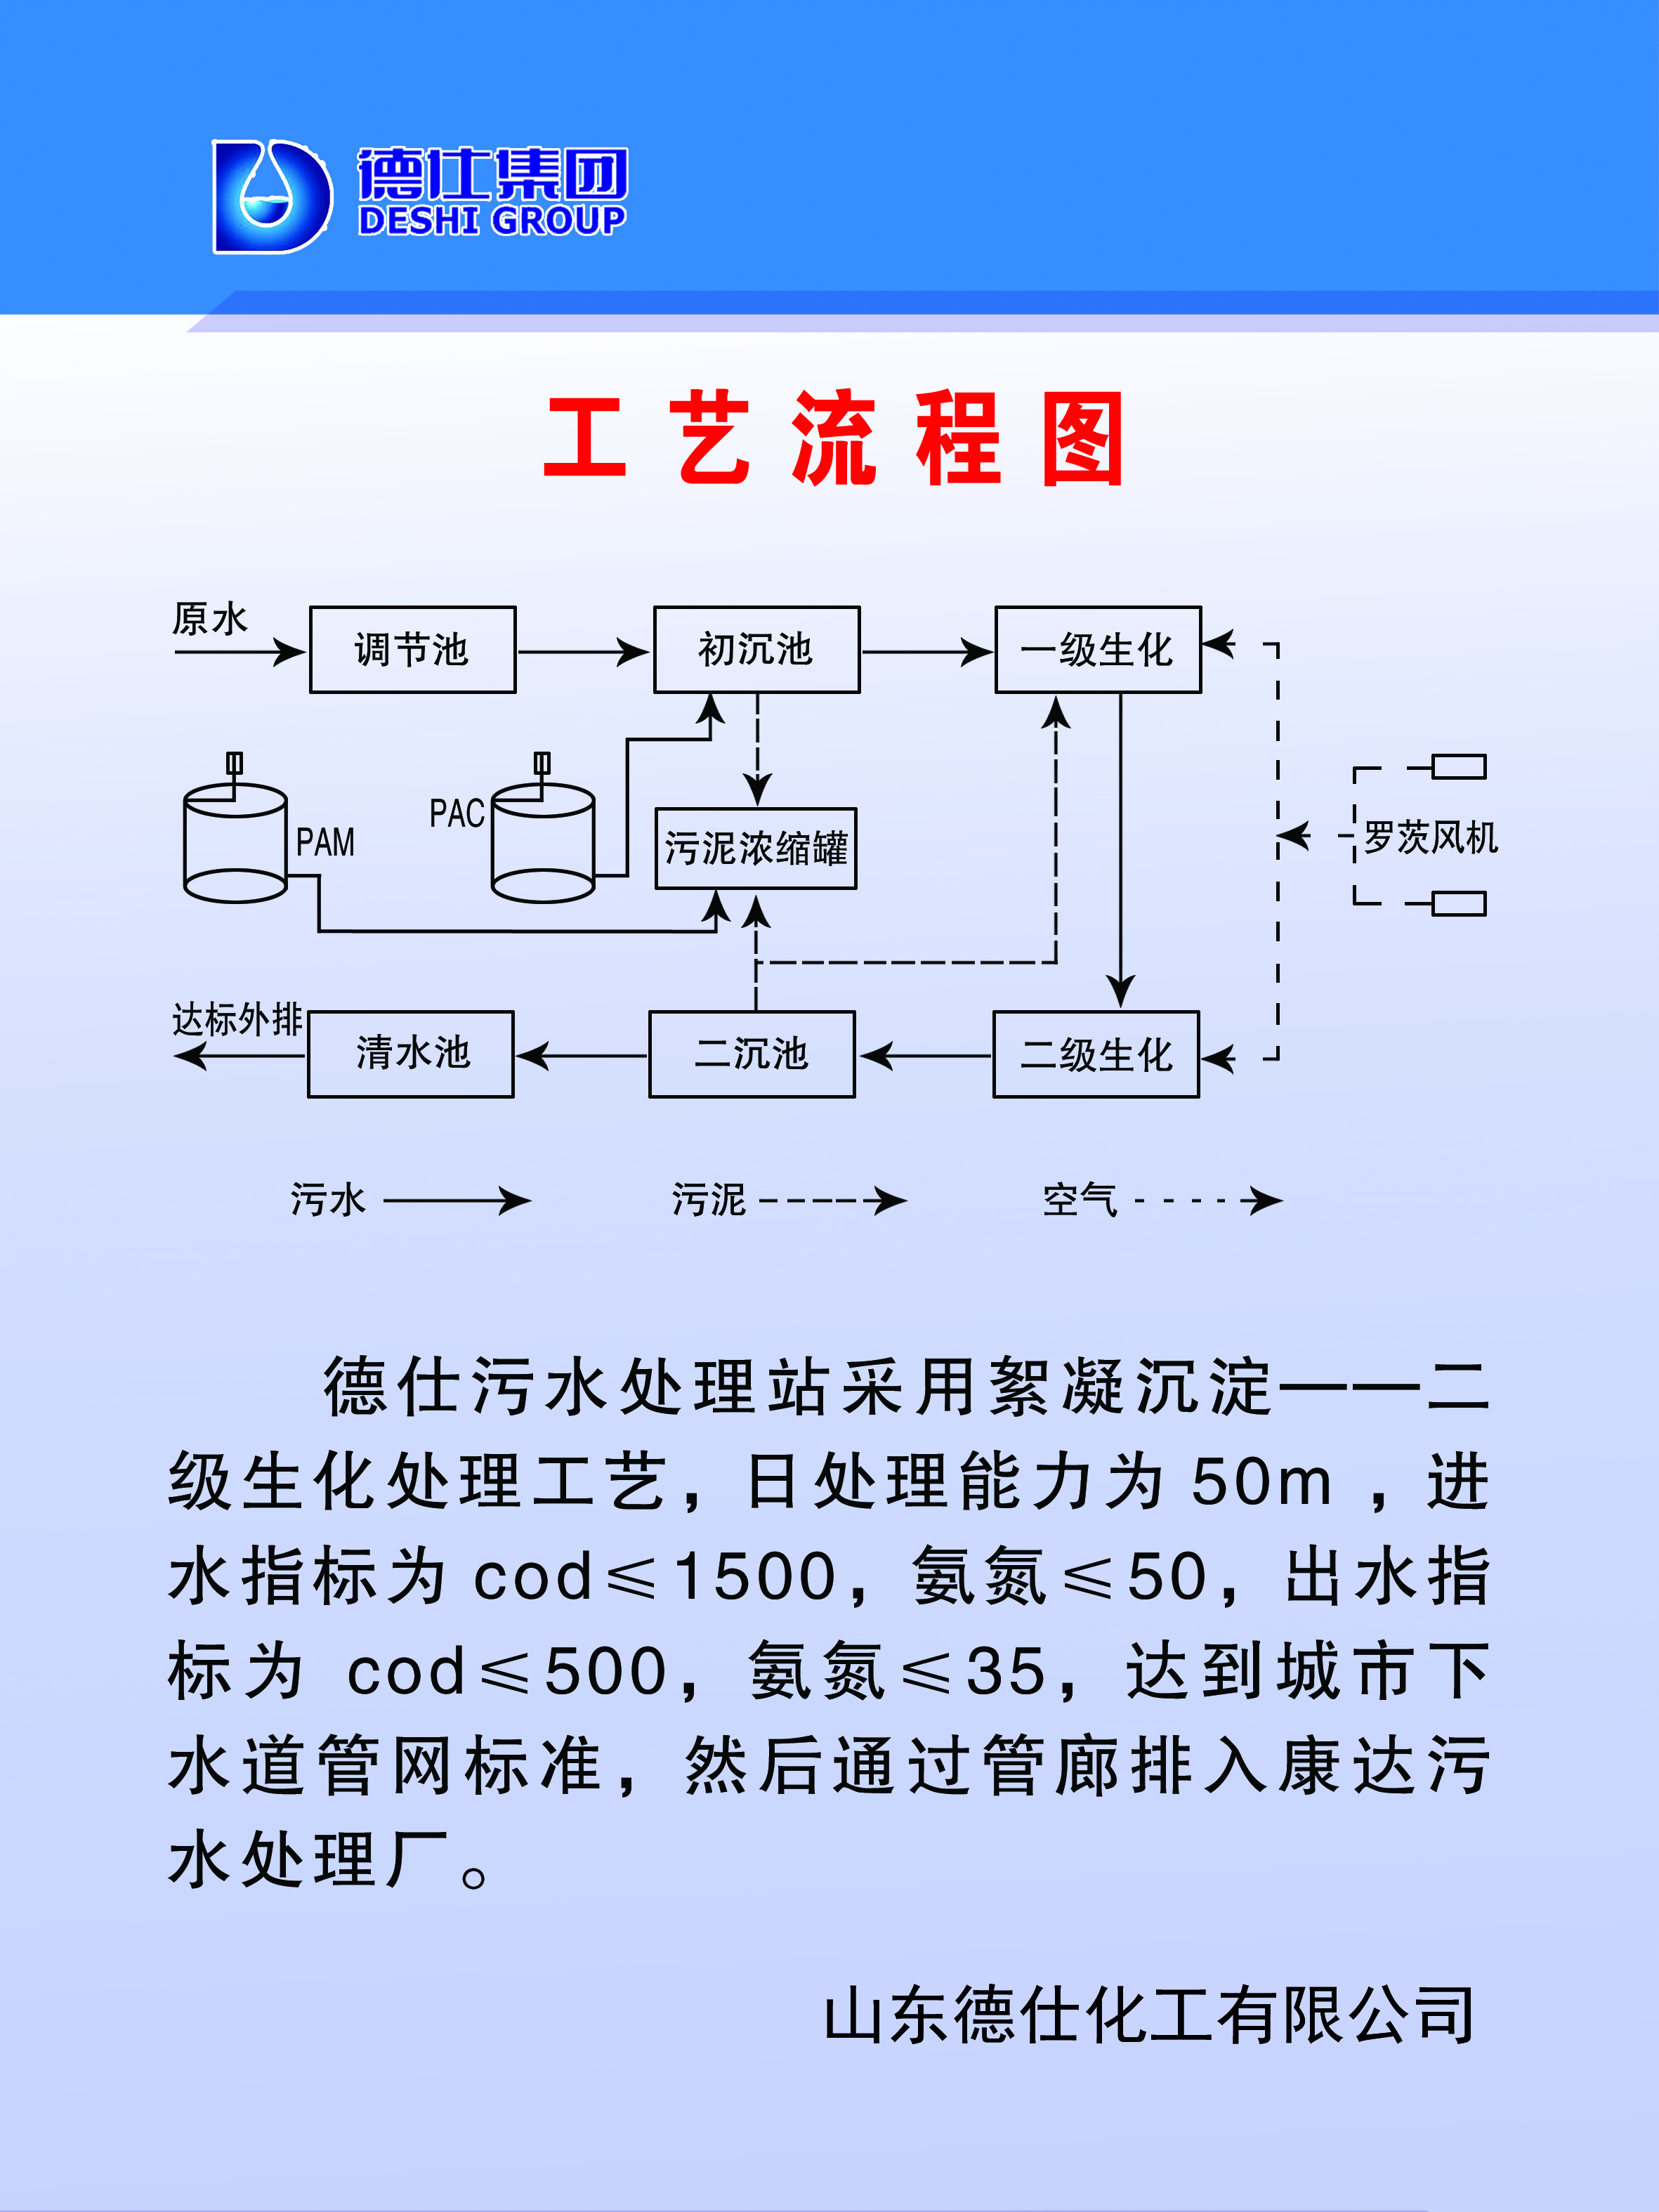 德仕集团
DESHI GROUP
工艺流程图
原水
调节池
初沉池
一级生化
PAM
PAC
污泥浓缩罐
罗茨风机
达标外排
清水池
二沉池
二级生化
污水
污泥
空气
德仕污水处理站采用絮凝沉淀——二
级生化处理工艺，日处理能力为50m ，进
水指标为cod≤1500，氨氮≤50，出水指
标为 cod≤500，氨氮≤35，达到城市下
水道管网标准，然后通过管廊排入康达污
水处理厂。
山东德仕化工有限公司